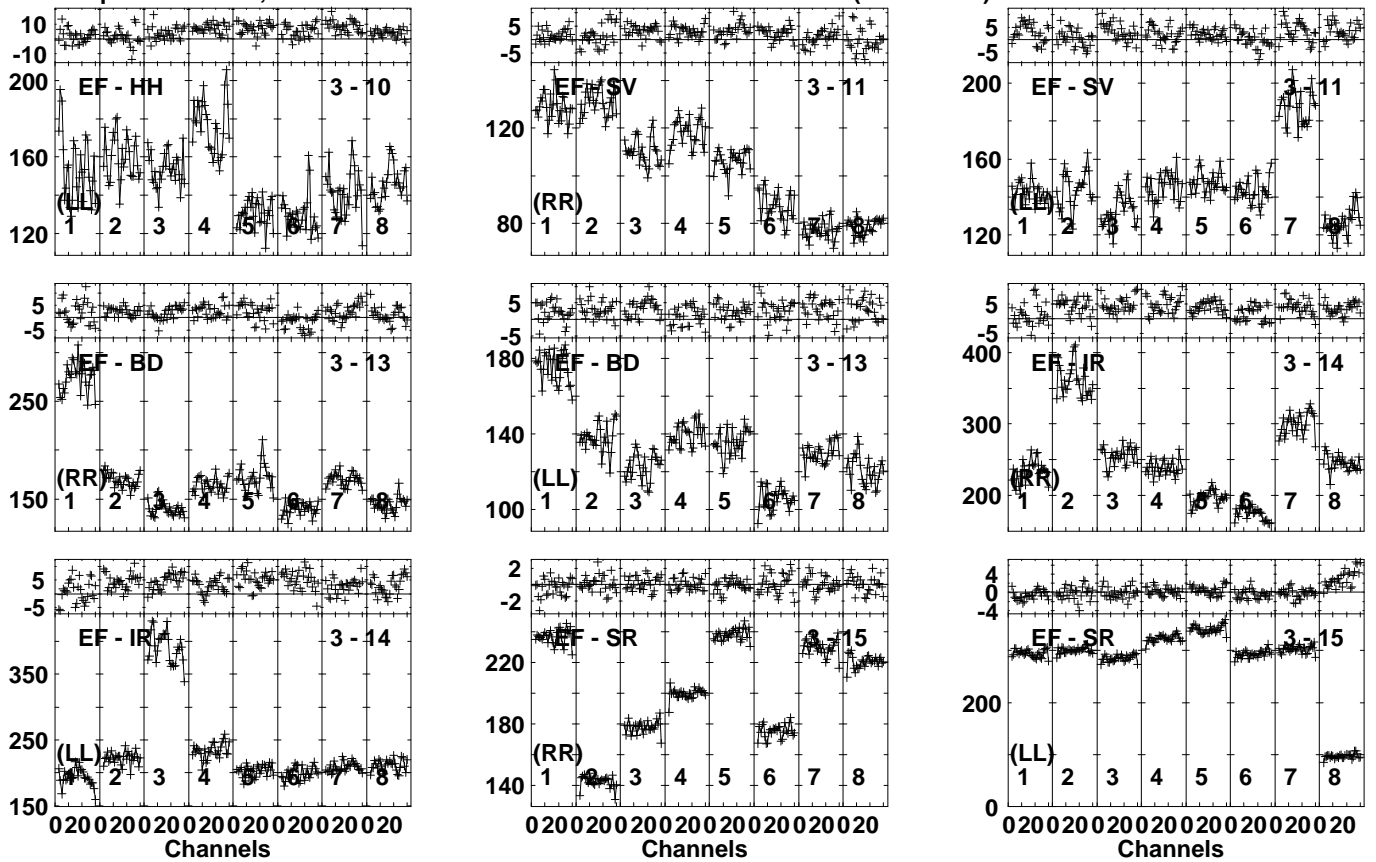 10 5 5
-10 -5 -5
200 EF - HH 3 - 10 EF - SV 3 - 11 200 EF - SV 3 - 11
120
160 160
(LL) (RR) (LL)
120 1 2 3 4 5 6 7 8 80 1 2 3 4 5 6 7 8 120 1 2 3 4 5 6 7 8
5 5 5
-5 -5 -5
EF - BD 3 - 13 180 EF - BD 3 - 13 400 EF - IR 3 - 14
250 140 300
(RR) (LL) (RR)
150 1 2 3 4 5 6 7 8 100 1 2 3 4 5 6 7 8 200 1 2 3 4 5 6 7 8
5 2 4
-5 -2 0
-4
EF - IR 3 - 14 EF - SR 3 - 15 EF - SR 3 - 15
350 220 200
250 (LL) 180 (RR) (LL)
1 2 3 4 5 6 7 8 140 1 2 3 4 5 6 7 8 1 2 3 4 5 6 7 8
150 0
0 20 0 20 0 20 0 20 0 20 0 20 0 20 0 20 0 20 0 20 0 20 0 20 0 20 0 20 0 20 0 20 0 20 0 20 0 20 0 20 0 20 0 20 0 20 0 20
Channels Channels Channels